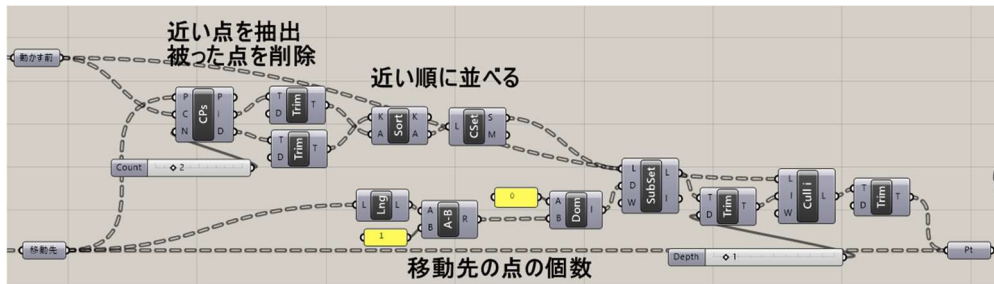 近い点を抽出
被った点を削除
近い順に並べる
動かす前
P C N CPs P i D
T D Trim T
T D Trim T
K A Sort K A
L CSet S M
Count 2
L Lng L
1
A B A-B R
0
A B Dom I
L D W SubSet L
T D Trim T
L I W Cull i L
T D Trim T
移動先
移動先の点の個数
Depth 1
Pt